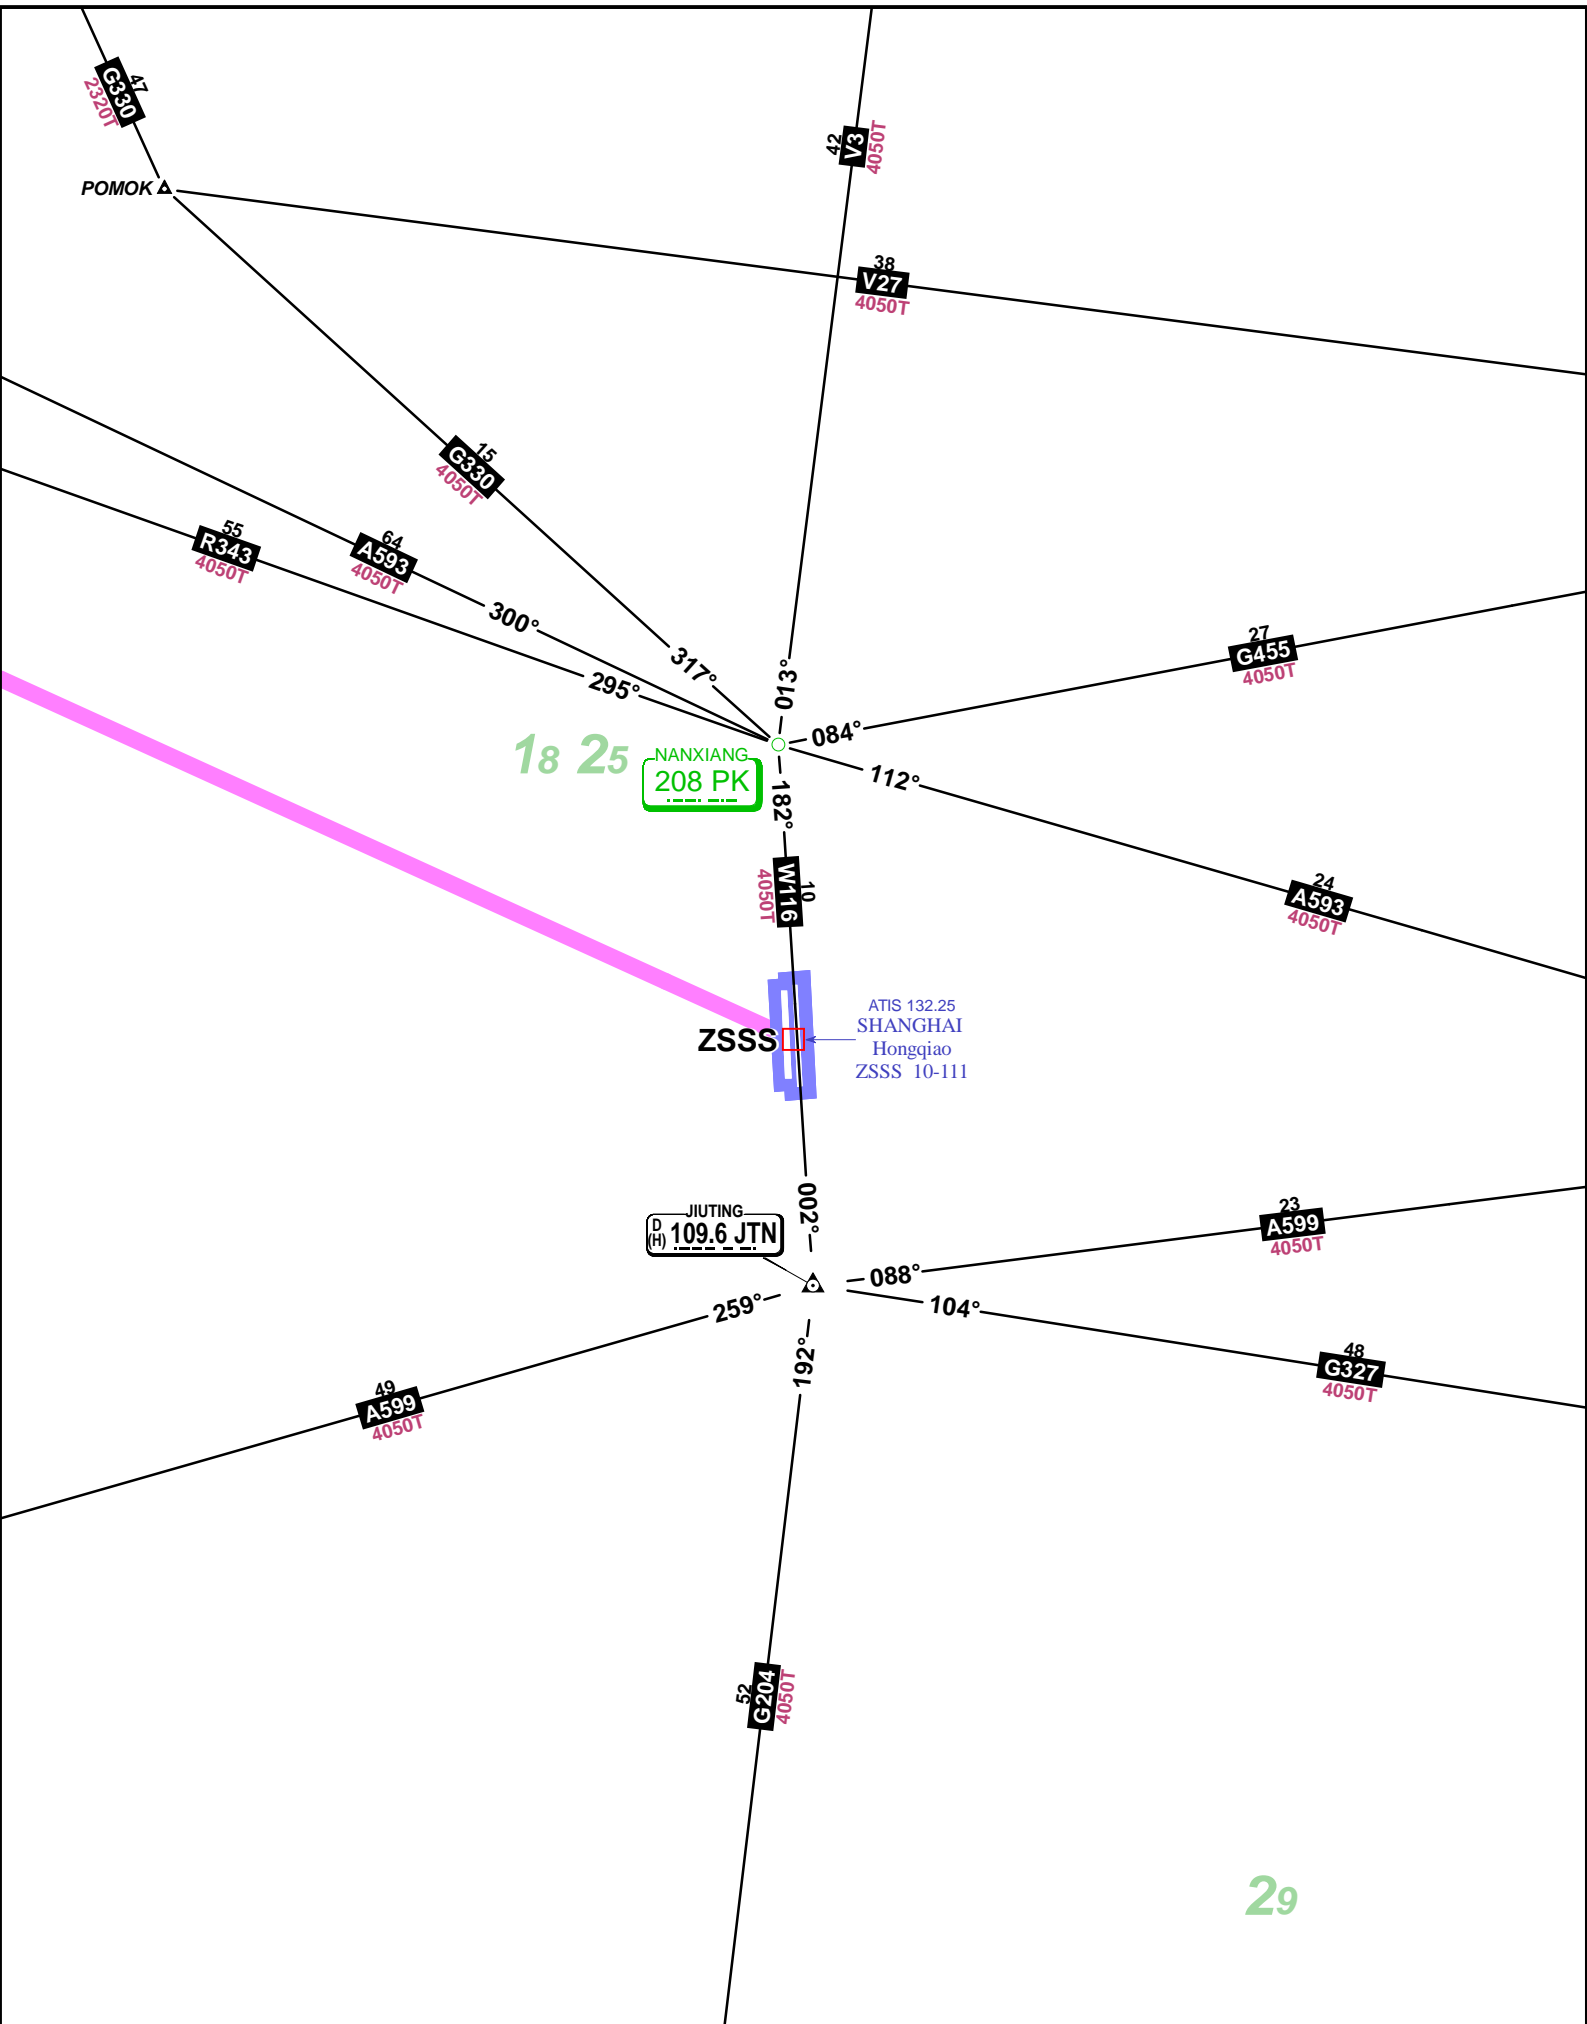 47
G330
2320T
42
V3
4050T
POMOK
38
V27
4050T
15
G330
4050T
55
R343
4050T
64
A593
4050T
300°
317°
295°
013°
27
G455
4050T
084°
18 25
NANXIANG
208 PK
182°
112°
10
W116
4050T
24
A593
4050T
ATIS 132.25
SHANGHAI
Hongqiao
ZSSS 10-111
ZSSS
002°
JIUTING
D
(H) 109.6 JTN
23
A599
4050T
088°
259°
104°
192°
48
G327
4050T
49
A599
4050T
52
G204
4050T
29